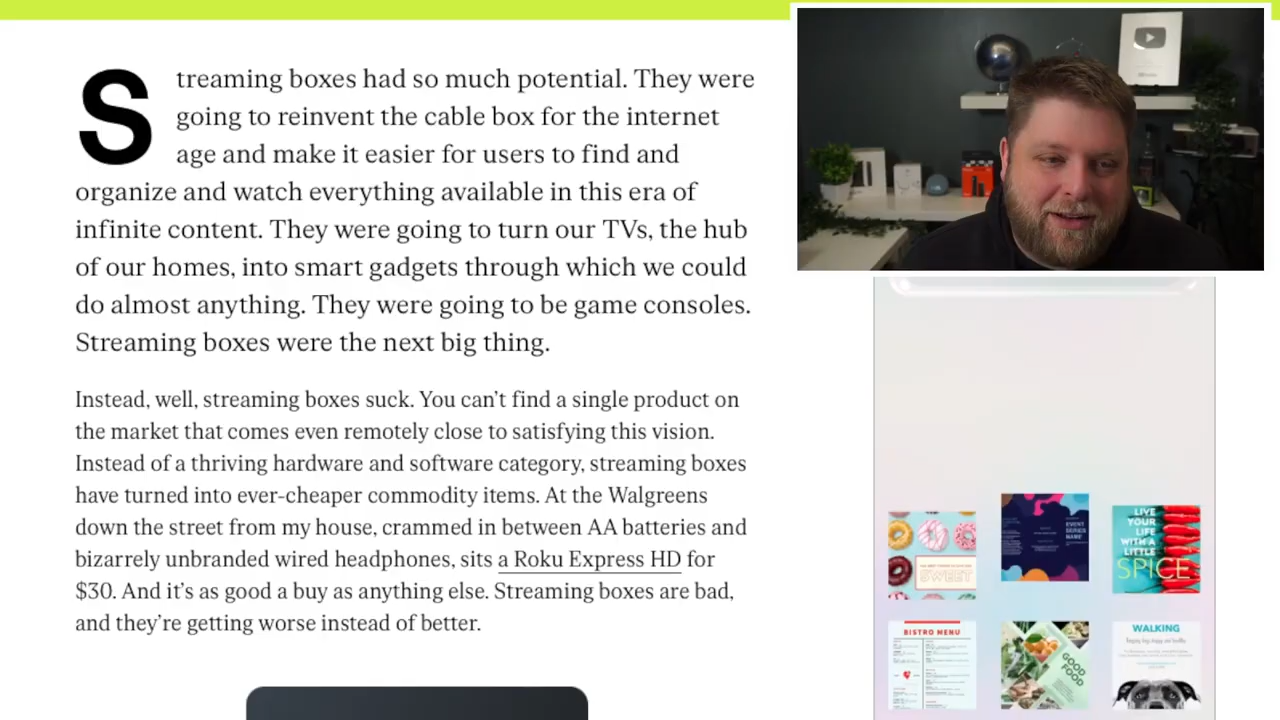 Streaming boxes had so much potential. They were
going to reinvent the cable box for the internet
age and make it easier for users to find and
organize and watch everything available in this era of
infinite content. They were going to turn our TVs, the hub
of our homes, into smart gadgets through which we could
do almost anything. They were going to be game consoles.
Streaming boxes were the next big thing.
Instead, well, streaming boxes suck. You can’t find a single product on
the market that comes even remotely close to satisfying this vision.
Instead of a thriving hardware and software category, streaming boxes
have turned into ever-cheaper commodity items. At the Walgreens
down the street from my house, crammed in between AA batteries and
bizarrely unbranded wired headphones, sits a Roku Express HD for
$30. And it’s as good a buy as anything else. Streaming boxes are bad,
and they’re getting worse instead of better.
SWEET
EVENT
SERIES
NAME
LIVE
YOUR
LIFE
WITH A
LITTLE
SPICE
BISTRO MENU
GOOD
FOOD
WALKING